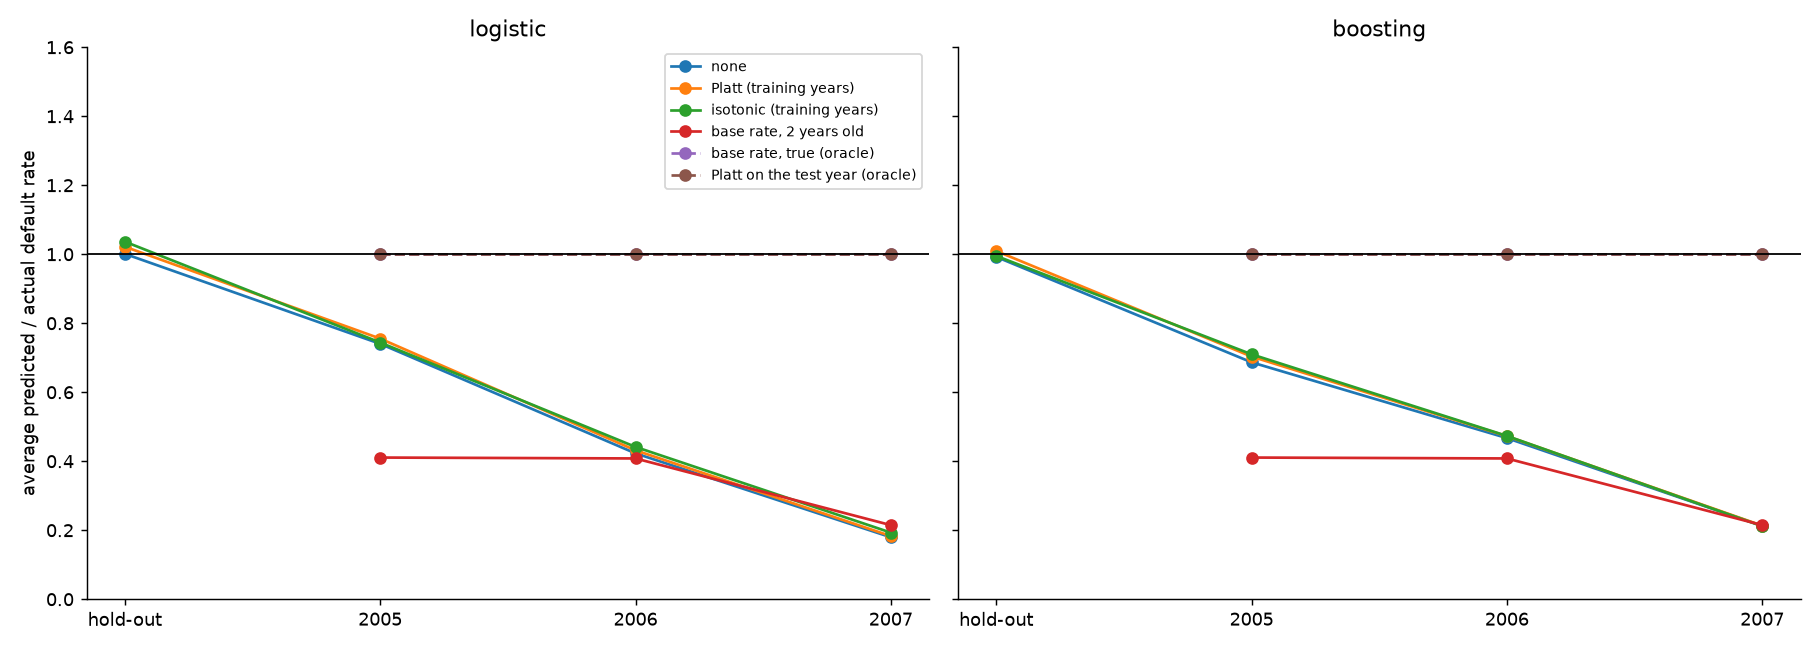 logistic
boosting
none
Platt (training years)
isotonic (training years)
base rate, 2 years old
base rate, true (oracle)
Platt on the test year (oracle)
average predicted / actual default rate
1.6
1.4
1.2
1.0
0.8
0.6
0.4
0.2
0.0
hold-out 2005 2006 2007
hold-out 2005 2006 2007